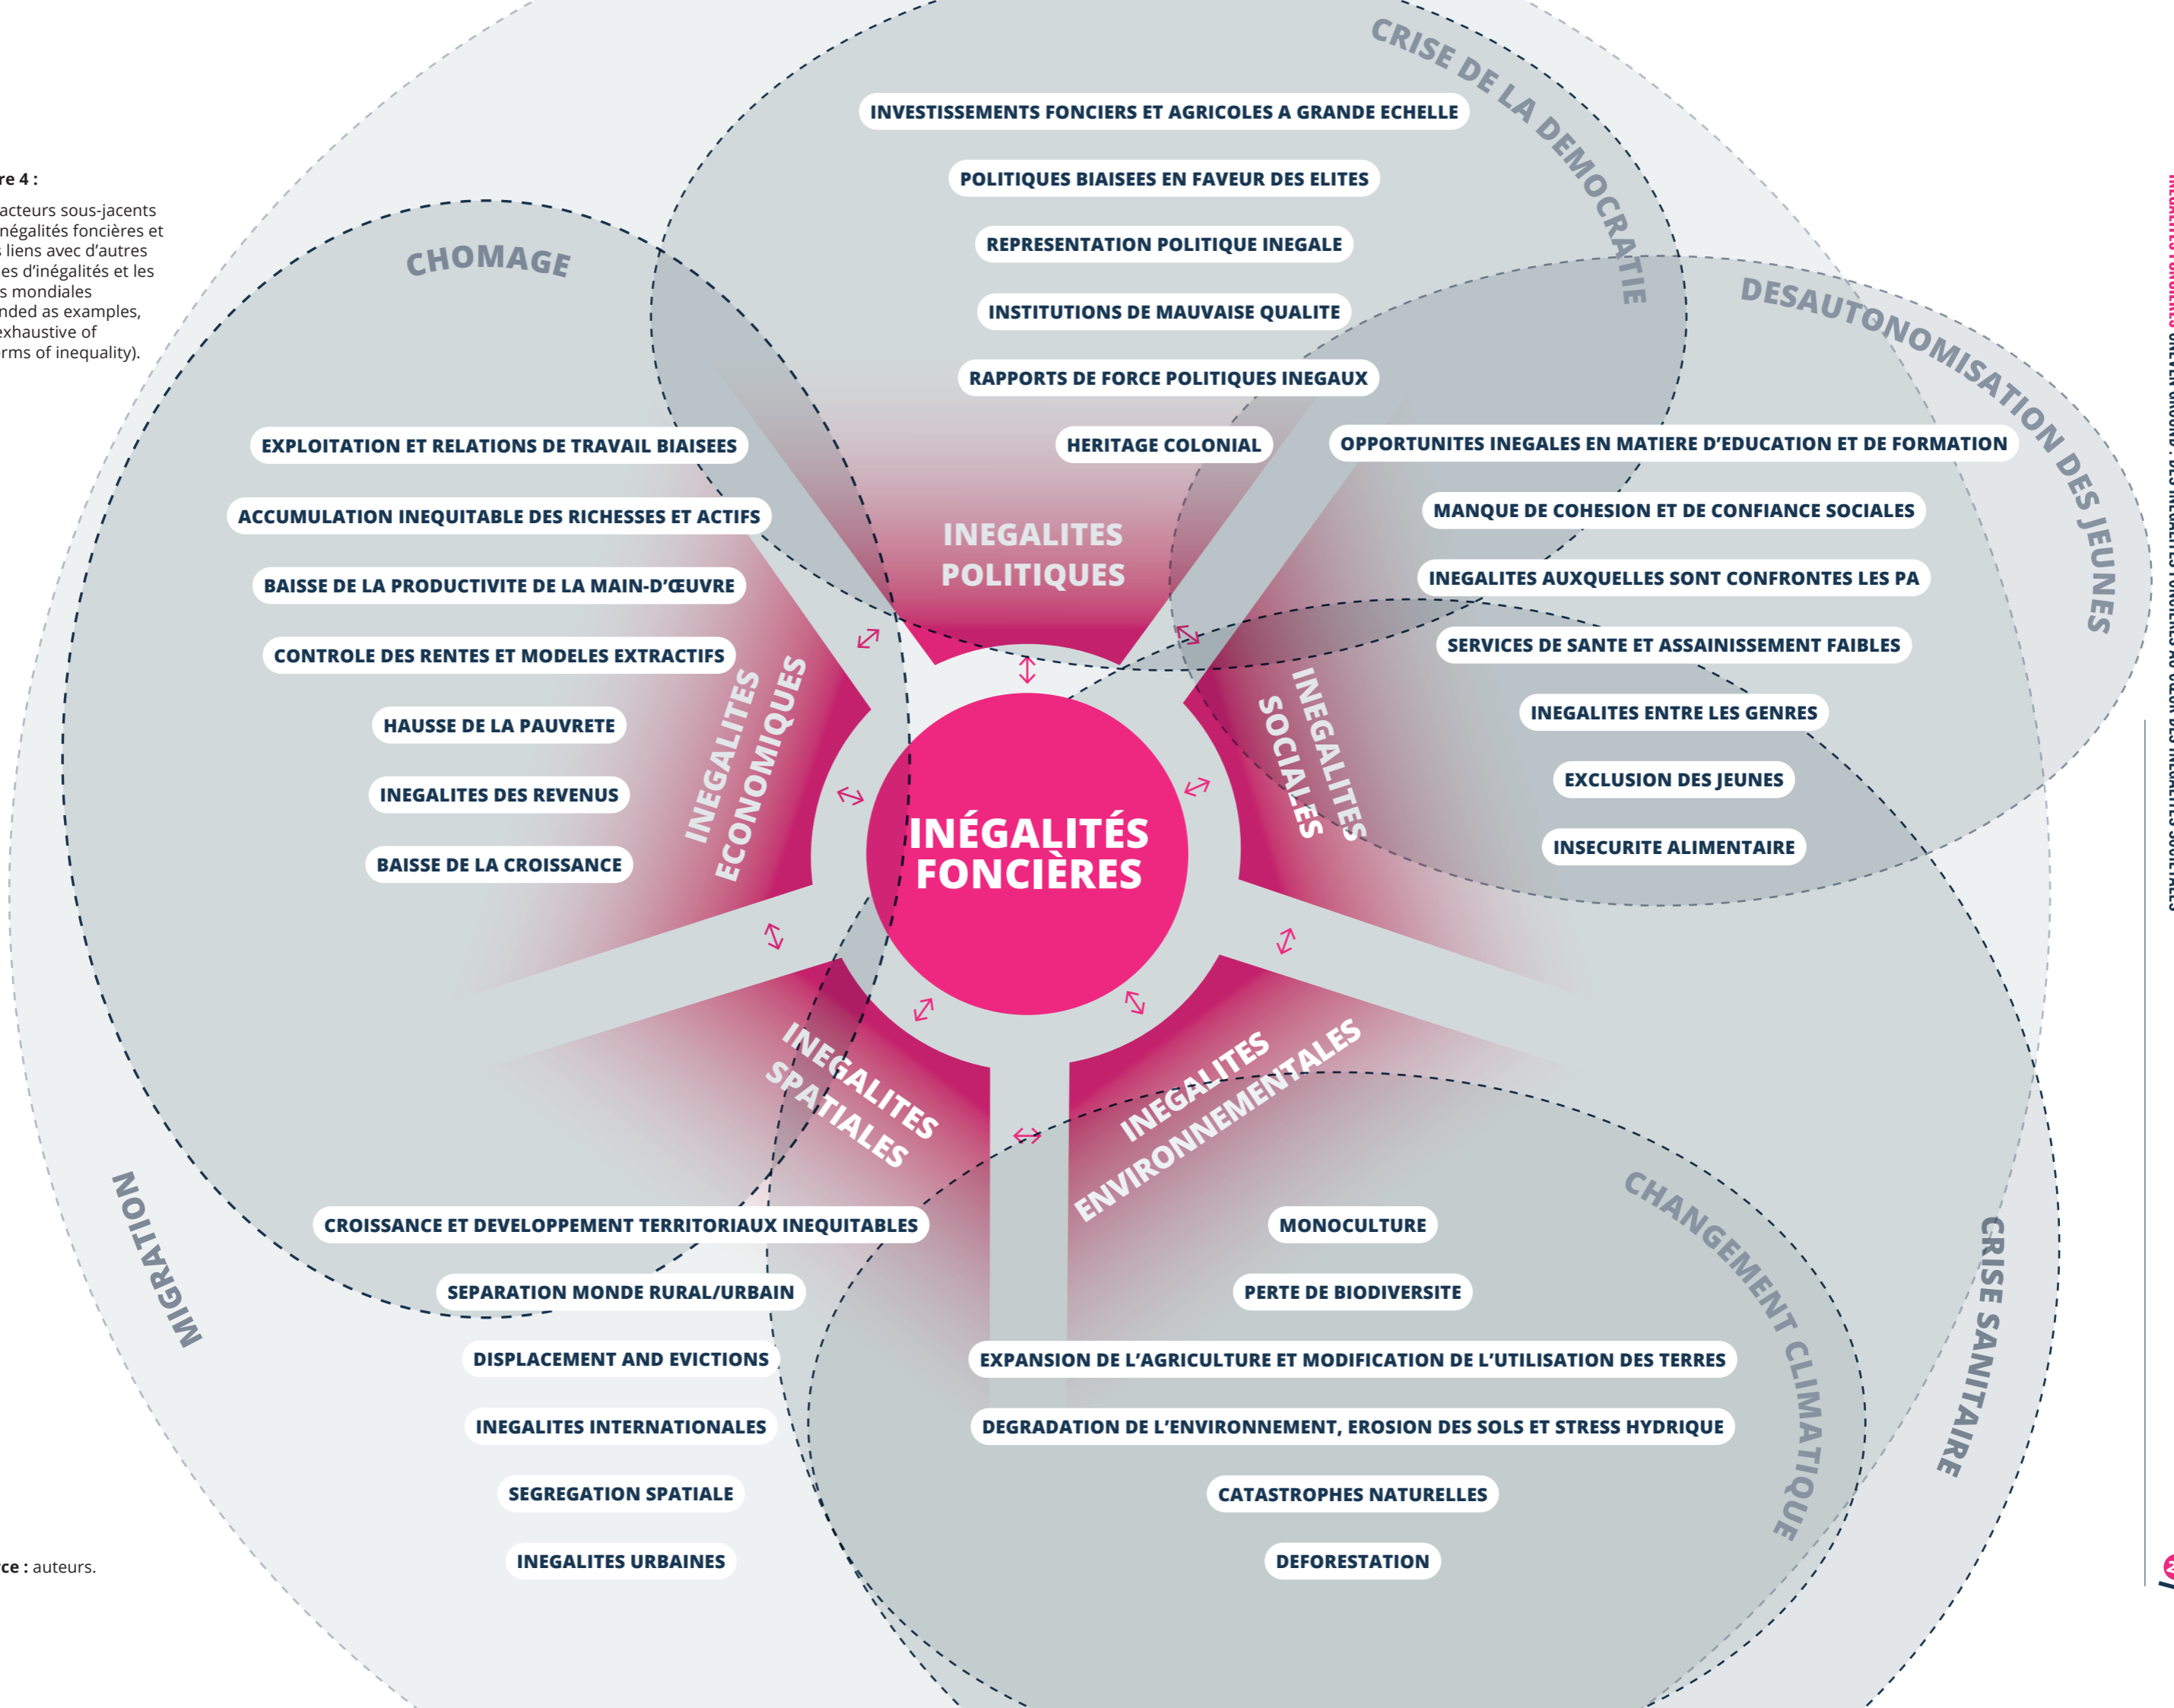 re 4 :
acteurs sous-jacents
négalités foncières et
s liens avec d’autres
es d’inégalités et les
s mondiales
nded as examples,
exhaustive of
rms of inequality).
CRISE DE LA DEMOCRATIE
INVESTISSEMENTS FONCIERS ET AGRICOLES A GRANDE ECHELLE
POLITIQUES BIAISEES EN FAVEUR DES ELITES
REPRESENTATION POLITIQUE INEGALE
INSTITUTIONS DE MAUVAISE QUALITE
RAPPORTS DE FORCE POLITIQUES INEGAUX
HERITAGE COLONIAL
INEGALITES
POLITIQUES
CHOMAGE
EXPLOITATION ET RELATIONS DE TRAVAIL BIAISEES
ACCUMULATION INEQUITABLE DES RICHESSES ET ACTIFS
BAISSE DE LA PRODUCTIVITE DE LA MAIN-D’ŒUVRE
CONTROLE DES RENTES ET MODELES EXTRACTIFS
HAUSSE DE LA PAUVRETE
INEGALITES DES REVENUS
BAISSE DE LA CROISSANCE
INEGALITES
ECONOMIQUES
DESAUTONOMISATION DES JEUNES
OPPORTUNITES INEGALES EN MATIERE D’EDUCATION ET DE FORMATION
MANQUE DE COHESION ET DE CONFIANCE SOCIALES
INEGALITES AUXQUELLES SONT CONFRONTES LES PA
SERVICES DE SANTE ET ASSAINISSEMENT FAIBLES
INEGALITES ENTRE LES GENRES
EXCLUSION DES JEUNES
INSECURITE ALIMENTAIRE
INEGALITES
SOCIALES
INÉGALITÉS
FONCIÈRES
INEGALITES
SPATIALES
INEGALITES
ENVIRONNEMENTALES
MIGRATION
CROISSANCE ET DEVELOPPEMENT TERRITORIAUX INEQUITABLES
SEPARATION MONDE RURAL/URBAIN
DISPLACEMENT AND EVICTIONS
INEGALITES INTERNATIONALES
SEGREGATION SPATIALE
INEGALITES URBAINES
MONOCULTURE
PERTE DE BIODIVERSITE
EXPANSION DE L’AGRICULTURE ET MODIFICATION DE L’UTILISATION DES TERRES
DEGRADATION DE L’ENVIRONNEMENT, EROSION DES SOLS ET STRESS HYDRIQUE
CATASTROPHES NATURELLES
DEFORESTATION
CHANGEMENT CLIMATIQUE
CRISE SANITAIRE
ce : auteurs.